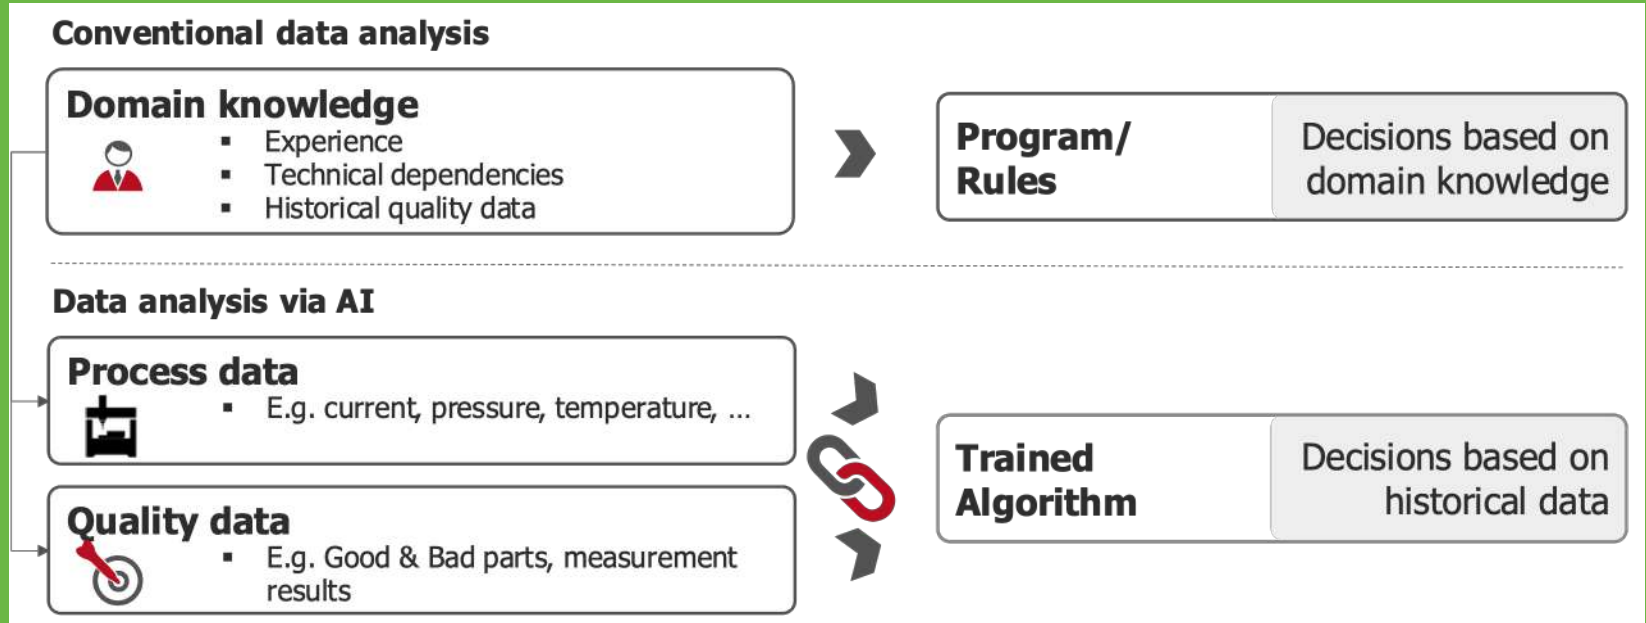 Conventional data analysis
Domain knowledge
▪ Experience
▪ Technical dependencies
▪ Historical quality data
Program/
Rules
Decisions based on
domain knowledge
Data analysis via AI
Process data
▪ E.g. current, pressure, temperature, ...
Quality data
▪ E.g. Good & Bad parts, measurement
results
Trained
Algorithm
Decisions based on
historical data